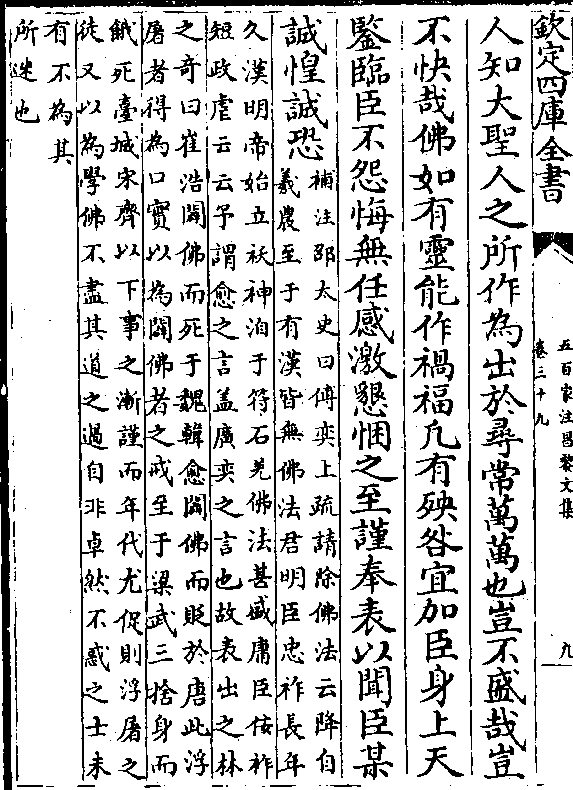 欽定四庫全書
五百家注昌黎文集
卷三十九
九
人知大聖人之所作為出於尋常萬萬也豈不盛哉豈
不快哉佛如有靈能作禍福凡有殃咎宜加臣身上天
鑒臨臣不怨悔無任感激懇悃之至謹奉表以聞臣某
誠惶誠恐
補注邵太史曰傅奕上疏請除佛法云降自
羲農至于有漢皆無佛法君明臣忠祚長年
久漢明帝始立祅神洎于苻石羌佛法甚盛庸臣佞祚
短政虐云云予謂愈之言盖廣奕之言也故表出之林
之奇曰崔浩闢佛而死于魏韓愈闢佛而貶於唐此浮
屠者得為口實以為闢佛者之戒至于梁武三捨身而
餓死臺城宋齊以下事之漸謹而年代尤促則浮屠之
徒又以為學佛不盡其道之過自非卓然不惑之士未
有不為其
所迷也